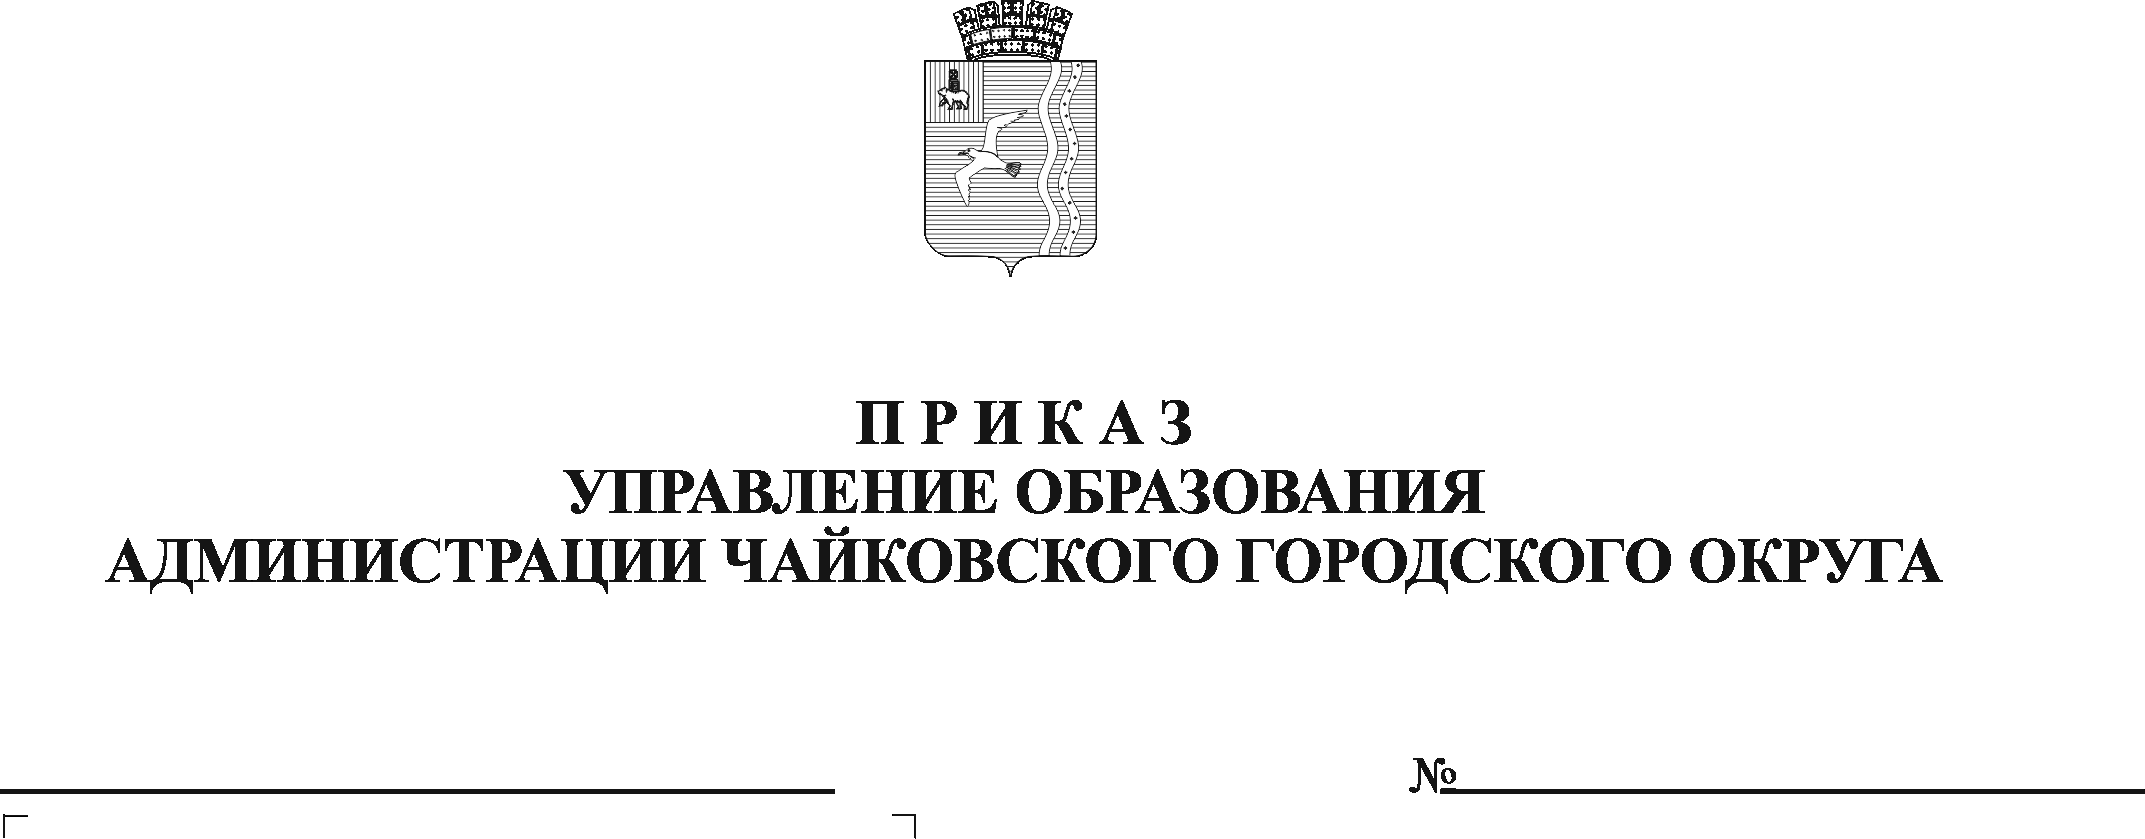 П Р И К А З
УПРАВЛЕНИЕ ОБРАЗОВАНИЯ
АДМИНИСТРАЦИИ ЧАЙКОВСКОГО ГОРОДСКОГО ОКРУГА
№